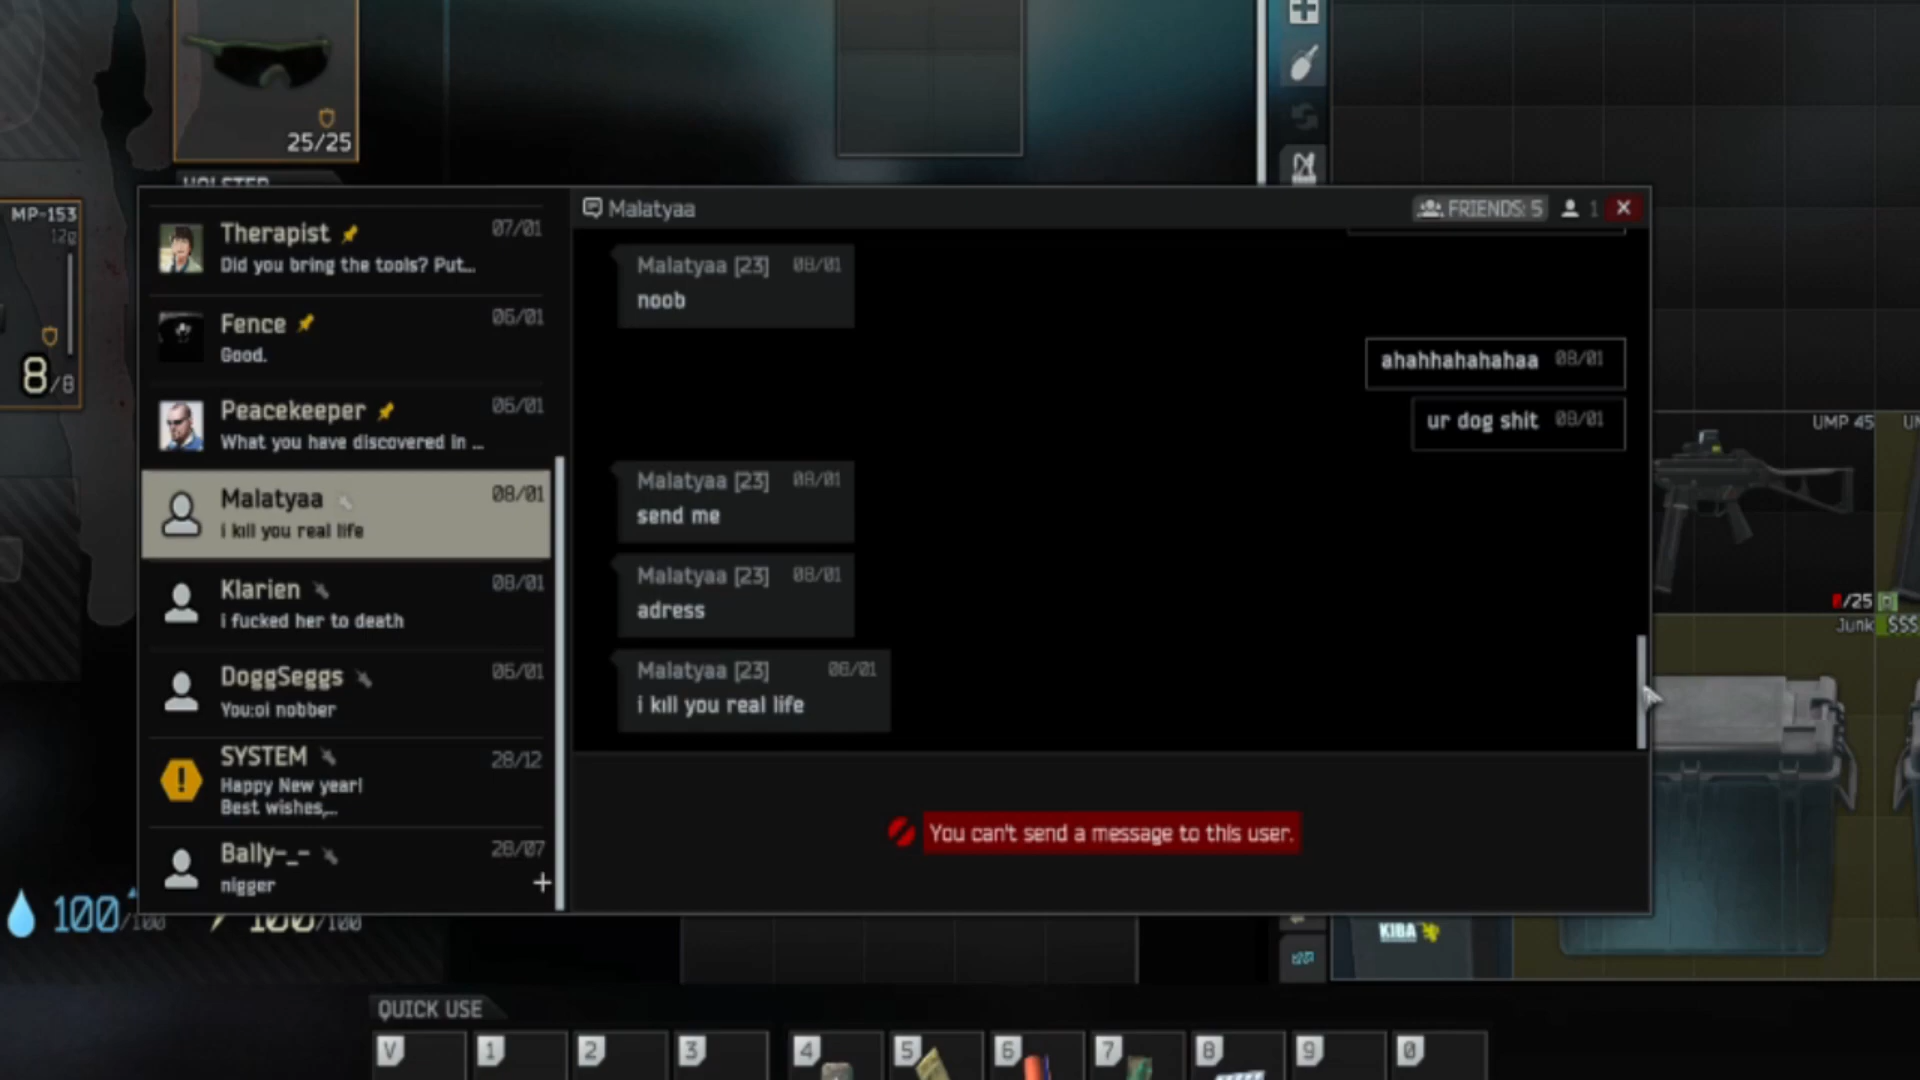 25/25
HOLSTER
MP-153
12g
8/8
Therapist 07/01
Did you bring the tools? Put...
Fence 06/01
Good.
Peacekeeper 06/01
What you have discovered in ...
Malatyaa 08/01
i kill you real life
Klarien 08/01
i fucked her to death
DoggSeggs 06/01
You:oi nobber
SYSTEM 28/12
Happy New year!
Best wishes,...
Bally-_- 28/07
nigger
+
Malatyaa
FRIENDS: 5 1 X
Malatyaa [23] 08/01
noob
ahahhahahahaa 08/01
ur dog shit 08/01
Malatyaa [23] 08/01
send me
Malatyaa [23] 08/01
adress
Malatyaa [23] 08/01
i kill you real life
You can't send a message to this user.
UMP 45
/25
Junk
$$$
KIBA
100/100
100/100
QUICK USE
V 1 2 3 4 5 6 7 8 9 0